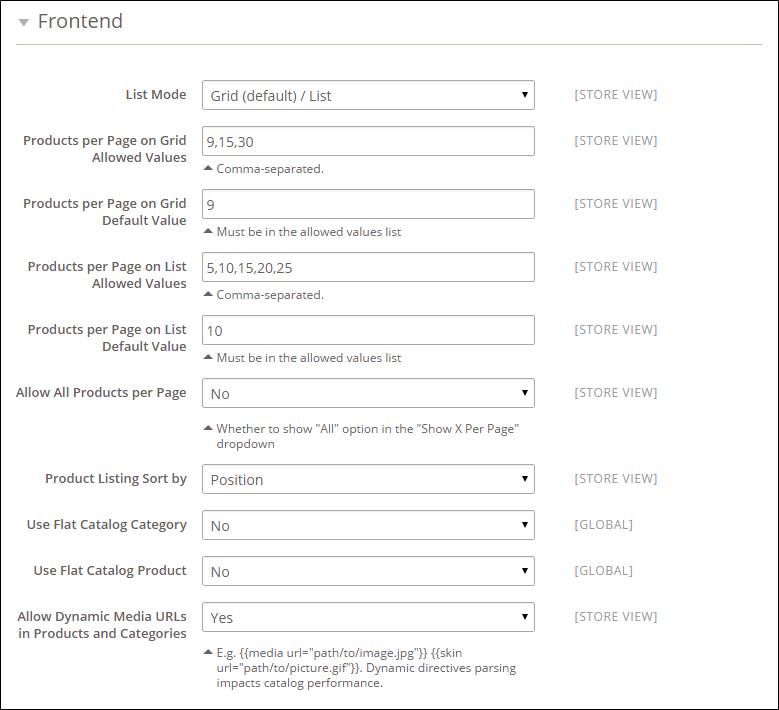 Frontend
List Mode
Grid (default) / List
[STORE VIEW]
Products per Page on Grid
Allowed Values
9,15,30
[STORE VIEW]
Comma-separated.
Products per Page on Grid
Default Value
9
[STORE VIEW]
Must be in the allowed values list
Products per Page on List
Allowed Values
5,10,15,20,25
[STORE VIEW]
Comma-separated.
Products per Page on List
Default Value
10
[STORE VIEW]
Must be in the allowed values list
Allow All Products per Page
No
[STORE VIEW]
Whether to show "All" option in the "Show X Per Page"
dropdown
Product Listing Sort by
Position
[STORE VIEW]
Use Flat Catalog Category
No
[GLOBAL]
Use Flat Catalog Product
No
[GLOBAL]
Allow Dynamic Media URLs
in Products and Categories
Yes
[STORE VIEW]
E.g. {{media url="path/to/image.jpg"}} {{skin
url="path/to/picture.gif"}}. Dynamic directives parsing
impacts catalog performance.